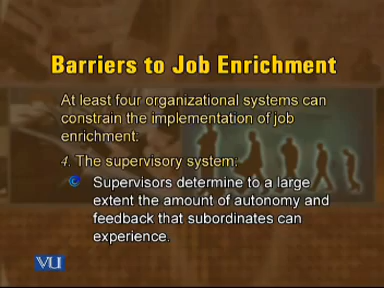 Barriers to Job Enrichment
At least four organizational systems can
constrain the implementation of job
enrichment:
4. The supervisory system:
Supervisors determine to a large
extent the amount of autonomy and
feedback that subordinates can
experience.
VU